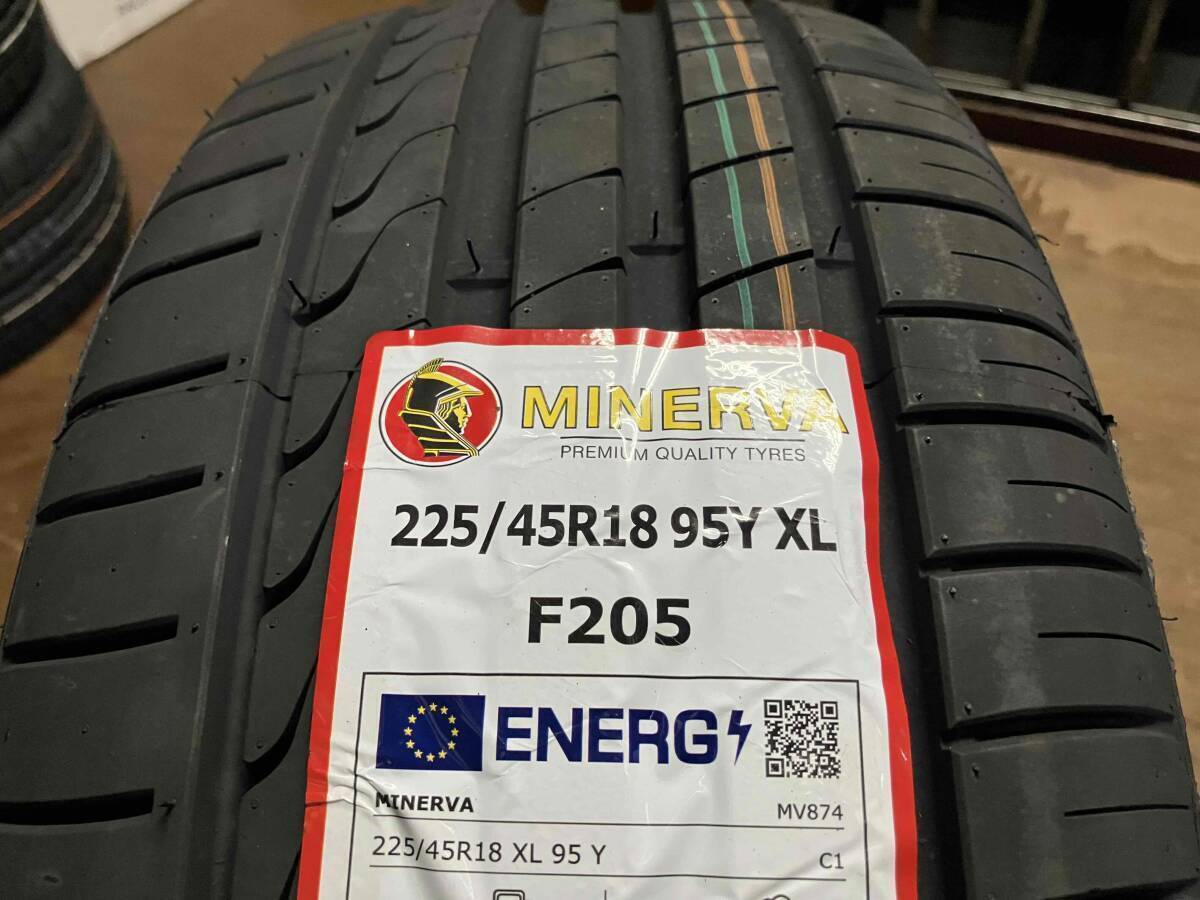 MINERVA
PREMIUM QUALITY TYRES
225/45R18 95Y XL
F205
ENERG
MINERVA
MV874
225/45R18 XL 95 Y
C1